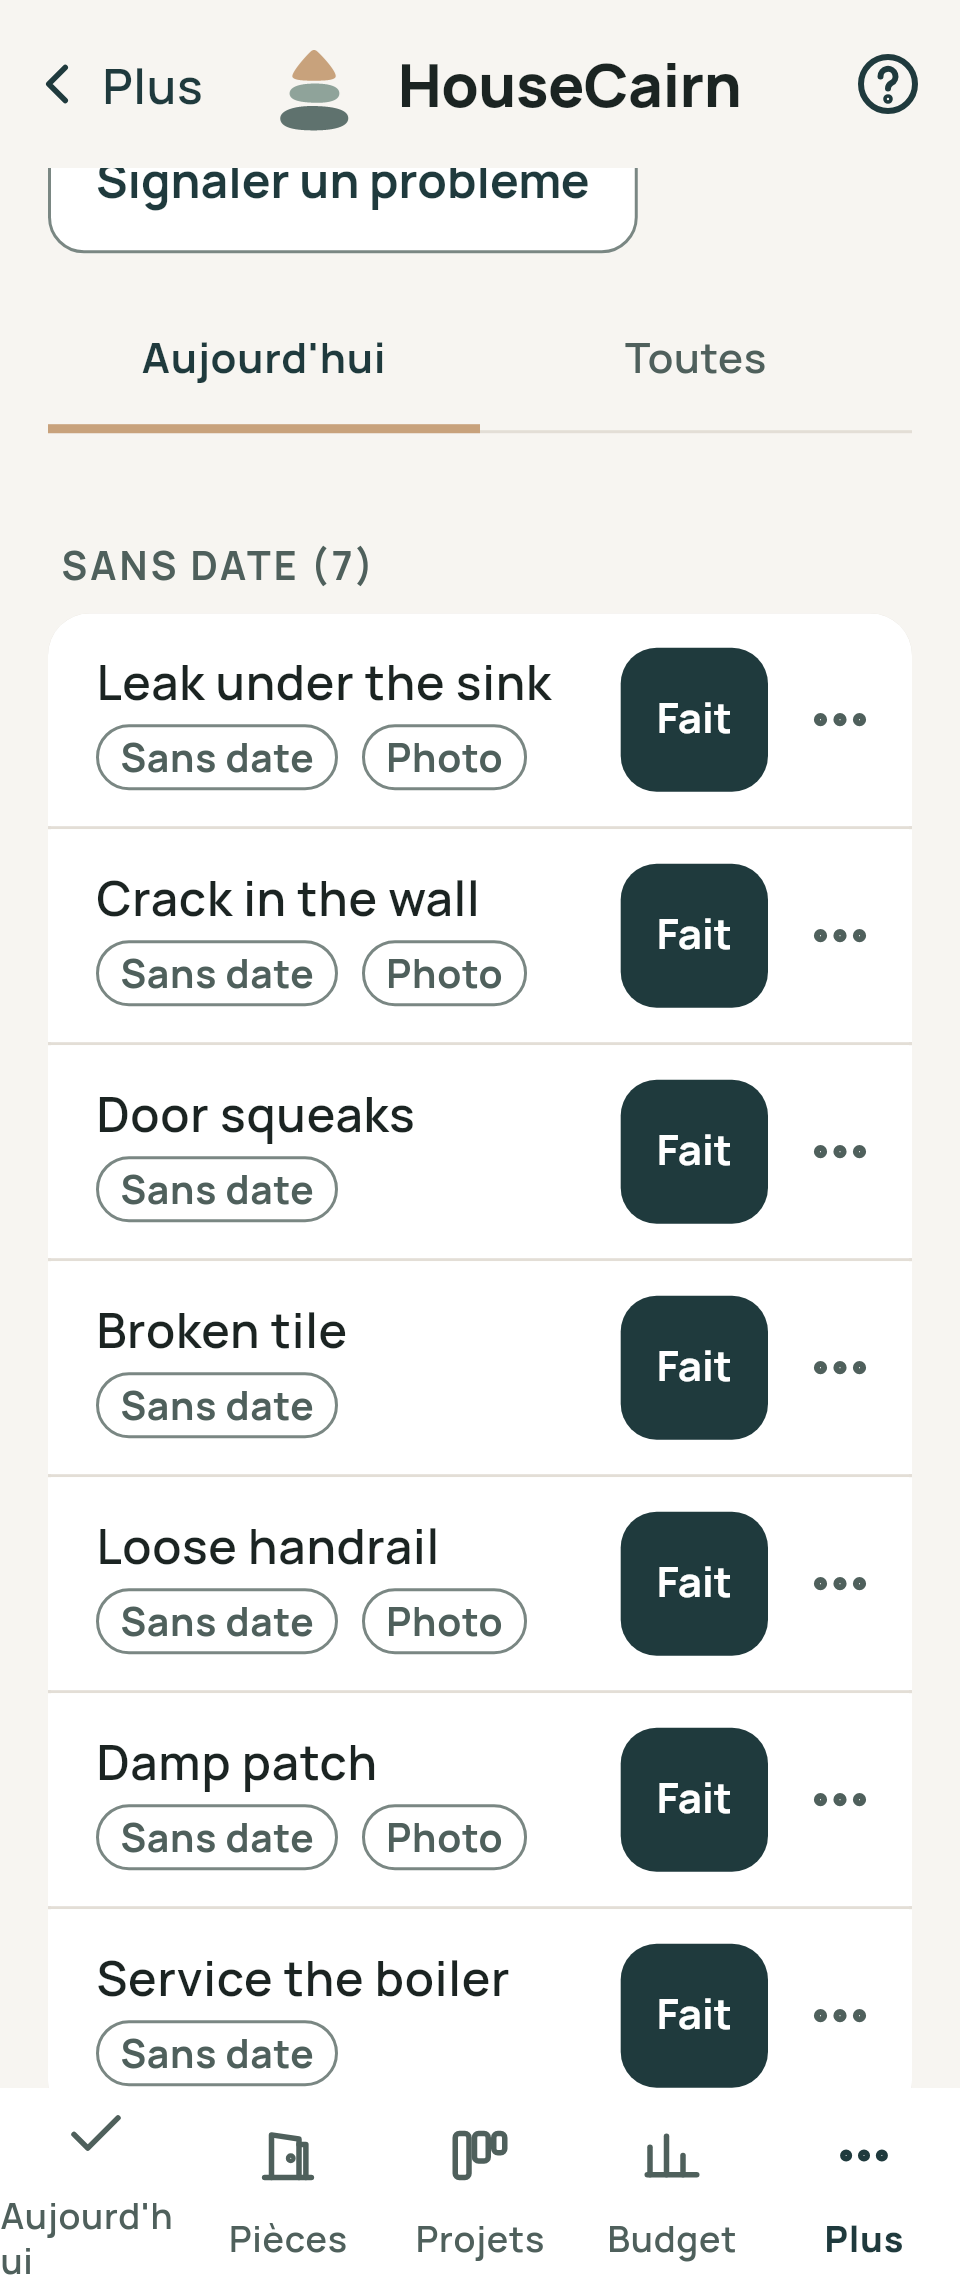 Plus
HouseCairn
Signaler un problème
Aujourd'hui
Toutes
SANS DATE (7)
Leak under the sink
Fait
Sans date
Photo
Crack in the wall
Fait
Sans date
Photo
Door squeaks
Fait
Sans date
Broken tile
Fait
Sans date
Loose handrail
Fait
Sans date
Photo
Damp patch
Fait
Sans date
Photo
Service the boiler
Fait
Sans date
Aujourd'h
ui
Pièces
Projets
Budget
Plus